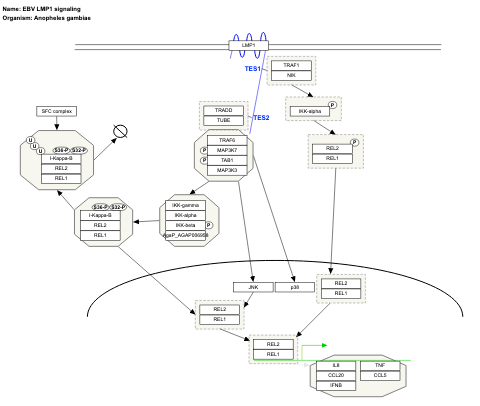 Name: EBV LMP1 signaling
Organism: Anopheles gambiae
LMP1
TES1
TRAF1
NIK
P
IKK-alpha
SFC complex
TRADD
TUBE
TES2
U
U
U
S36-P
S32-P
I-Kappa-B
REL2
REL1
TRAF6
P
MAP3K7
P
TAB1
MAP3K3
P
REL2
REL1
S36-P
S32-P
I-Kappa-B
REL2
REL1
IKK-gamma
IKK-alpha
IKK-beta
P
JNK
p38
REL2
REL1
REL2
REL1
REL2
REL1
IL8
TNF
CCL20
CCL5
IFNB